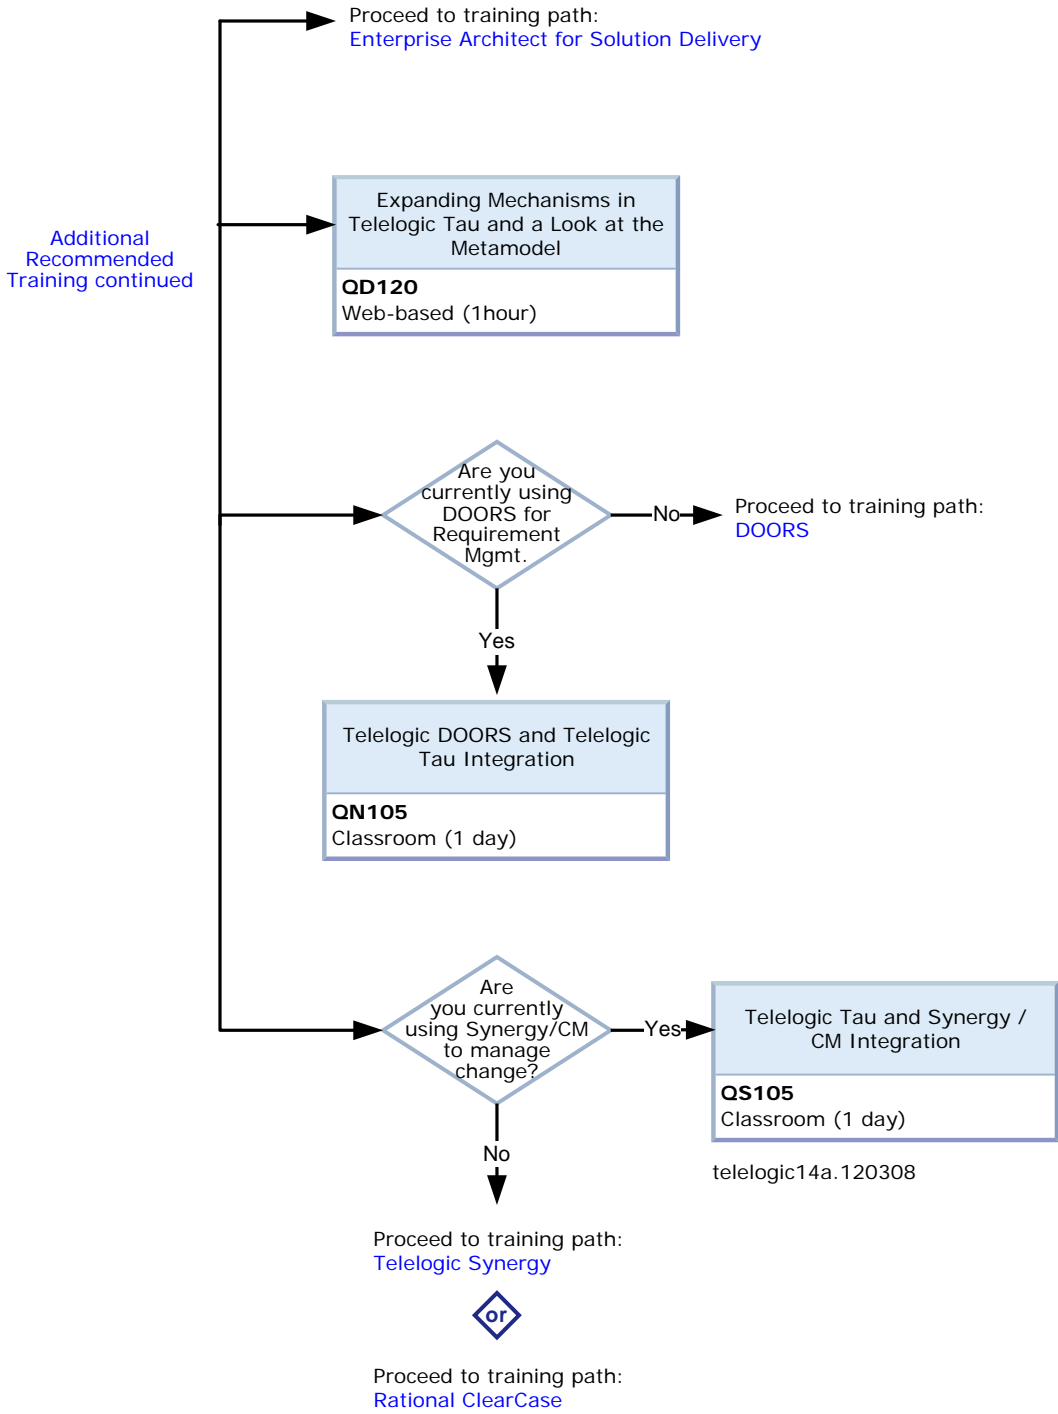 Proceed to training path:
Enterprise Architect for Solution Delivery
Additional
Recommended
Training continued
Expanding Mechanisms in
Telelogic Tau and a Look at the
Metamodel
QD120
Web-based (1hour)
Are you
currently using
DOORS for
Requirement
Mgmt.
No
Proceed to training path:
DOORS
Yes
Telelogic DOORS and Telelogic
Tau Integration
QN105
Classroom (1 day)
Are
you currently
using Synergy/CM
to manage
change?
Yes
Telelogic Tau and Synergy /
CM Integration
QS105
Classroom (1 day)
telelogic14a.120308
No
Proceed to training path:
Telelogic Synergy
or
Proceed to training path:
Rational ClearCase